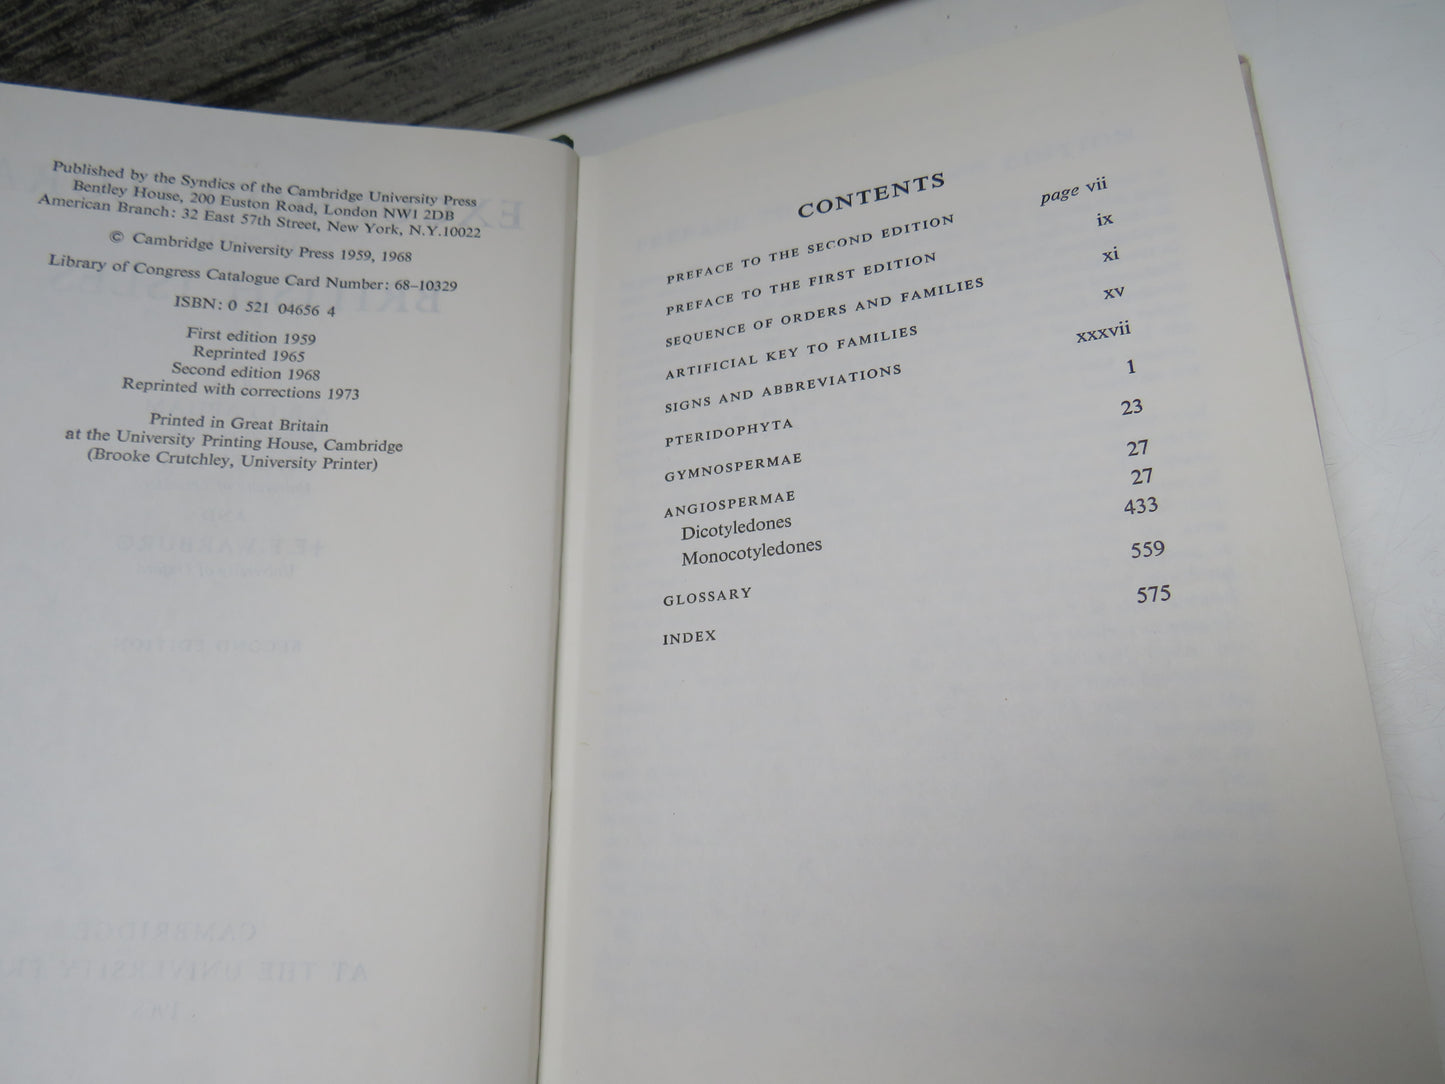 Published by the Syndics of the Cambridge University Press
Bentley House, 200 Euston Road, London NW1 2DB
American Branch: 32 East 57th Street, New York, N.Y.10022
© Cambridge University Press 1959, 1968
Library of Congress Catalogue Card Number: 68–10329
ISBN: 0 521 04656 4
First edition 1959
Reprinted 1965
Second edition 1968
Reprinted with corrections 1973
Printed in Great Britain
at the University Printing House, Cambridge
(Brooke Crutchley, University Printer)
CONTENTS
PREFACE TO THE SECOND EDITION page vii
PREFACE TO THE FIRST EDITION ix
SEQUENCE OF ORDERS AND FAMILIES xi
ARTIFICIAL KEY TO FAMILIES xv
SIGNS AND ABBREVIATIONS xxxvii
PTERIDOPHYTA 1
GYMNOSPERMAE 23
ANGIOSPERMAE 27
Dicotyledones 27
Monocotyledones 433
GLOSSARY 559
INDEX 575